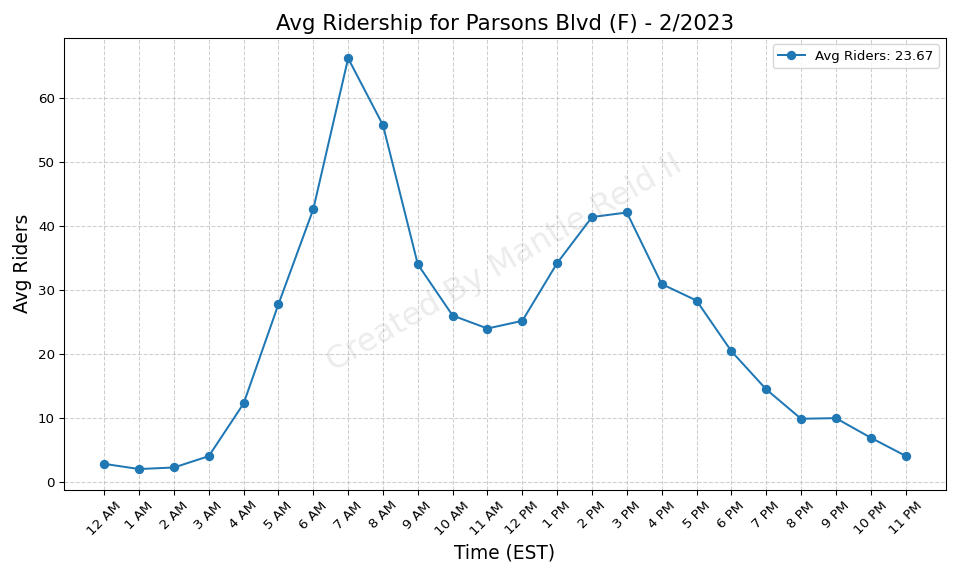 Avg Ridership for Parsons Blvd (F) - 2/2023
Avg Riders: 23.67
Avg Riders
60
50
40
30
20
10
0
Created By Mantie Reid II
12 AM
1 AM
2 AM
3 AM
4 AM
5 AM
6 AM
7 AM
8 AM
9 AM
10 AM
11 AM
12 PM
1 PM
2 PM
3 PM
4 PM
5 PM
6 PM
7 PM
8 PM
9 PM
10 PM
11 PM
Time (EST)